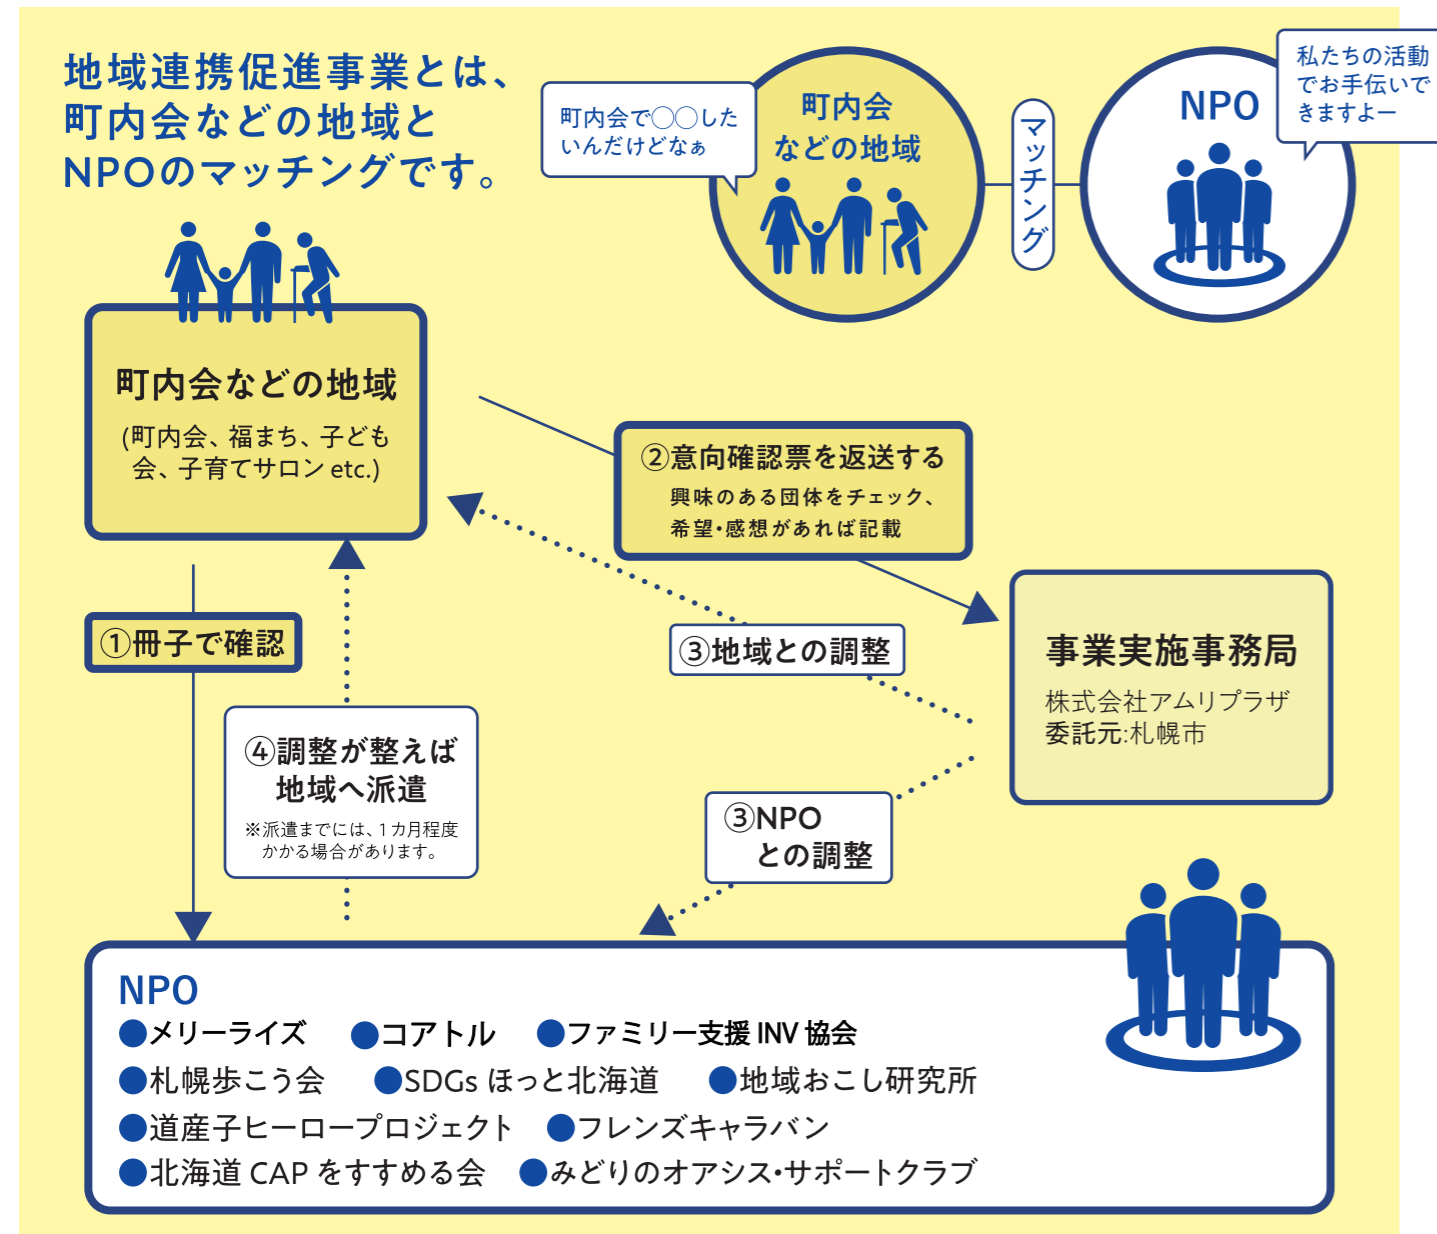 地域連携促進事業とは、
町内会などの地域と
NPOのマッチングです。
町内会で〇〇した
いんだけどなぁ
町内会
などの地域
マッチング
NPO
私たちの活動
でお手伝いで
きますよー
町内会などの地域
(町内会、福まち、子ども
会、子育てサロン etc.)
②意向確認票を返送する
興味のある団体をチェック、
希望・感想があれば記載
①冊子で確認
③地域との調整
事業実施事務局
株式会社アムリプラザ
委託元:札幌市
④調整が整えば
地域へ派遣
※派遣までには、1カ月程度
かかる場合があります。
③NPO
との調整
NPO
●メリーライズ ●コアトル ●ファミリー支援 INV 協会
●札幌歩こう会 ●SDGs ほっと北海道 ●地域おこし研究所
●道産子ヒーロープロジェクト ●フレンズキャラバン
●北海道 CAP をすすめる会 ●みどりのオアシス・サポートクラブ